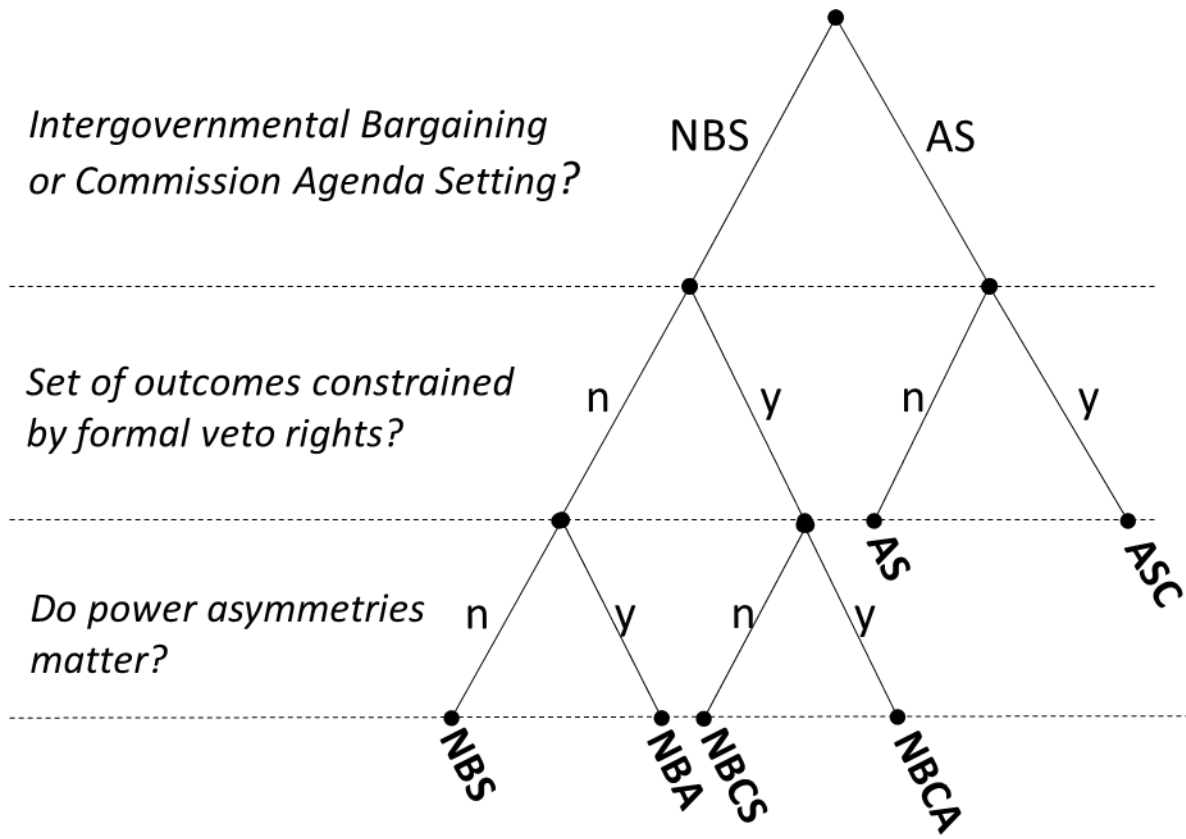 Intergovernmental Bargaining
or Commission Agenda Setting?
NBS
AS
Set of outcomes constrained
by formal veto rights?
n
y
n
y
AS
ASC
Do power asymmetries
matter?
n
y
n
y
NBS
NBA
NBCS
NBCA